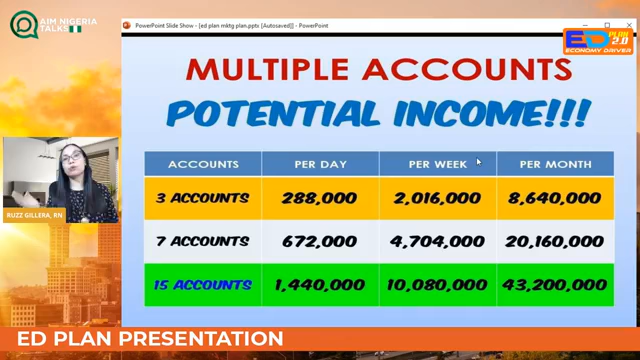 AIM NIGERIA
TALKS
PowerPoint Slide Show - [ed plan mktg plan.pptx [Autosaved]] - PowerPoint
ED PLAN 2.0
ECONOMY DRIVER
MULTIPLE ACCOUNTS
POTENTIAL INCOME!!!
ACCOUNTS PER DAY PER WEEK PER MONTH
3 ACCOUNTS 288,000 2,016,000 8,640,000
7 ACCOUNTS 672,000 4,704,000 20,160,000
15 ACCOUNTS 1,440,000 10,080,000 43,200,000
RUZZ GILLERA, RN
ED PLAN PRESENTATION